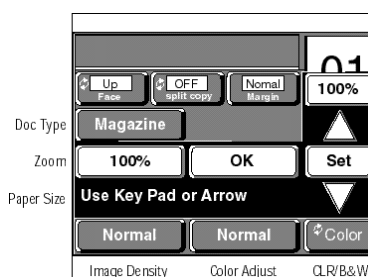 01
Up OFF Nomal 100%
Face split copy Margin
Doc Type Magazine
Zoom 100% OK Set
Paper Size Use Key Pad or Arrow
Normal Normal Color
Image Density Color Adjust CLR/B&W